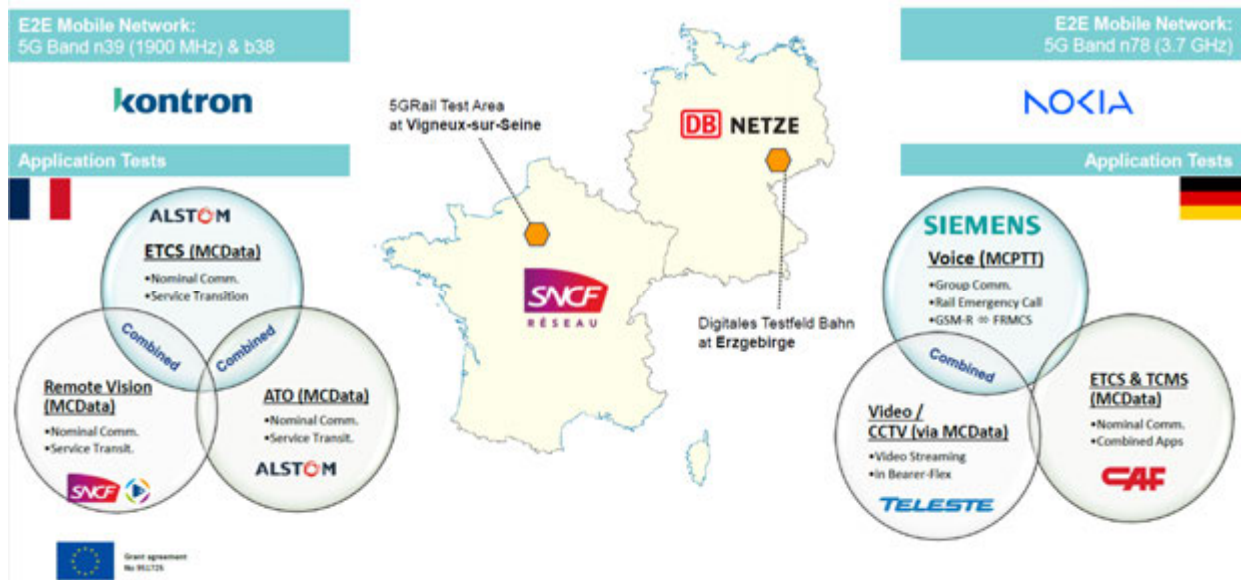 E2E Mobile Network:
5G Band n39 (1900 MHz) & b38
kontron
Application Tests
ALSTOM
ETCS (MCData)
•Nominal Comm.
•Service Transition
Combined
Combined
Remote Vision
(MCData)
•Nominal Comm.
•Service Transit.
SNCF
ATO (MCData)
•Nominal Comm.
•Service Transit.
ALSTOM
Grant agreement
No 951725
5GRail Test Area
at Vigneux-sur-Seine
DB NETZE
SNCF
RÉSEAU
Digitales Testfeld Bahn
at Erzgebirge
E2E Mobile Network:
5G Band n78 (3.7 GHz)
NOKIA
Application Tests
SIEMENS
Voice (MCPTT)
•Group Comm.
•Rail Emergency Call
•GSM-R ⇔ FRMCS
Combined
Video /
CCTV (via MCData)
•Video Streaming
•in Bearer-Flex
TELESTE
ETCS & TCMS
(MCData)
•Nominal Comm.
•Combined Apps
CAF